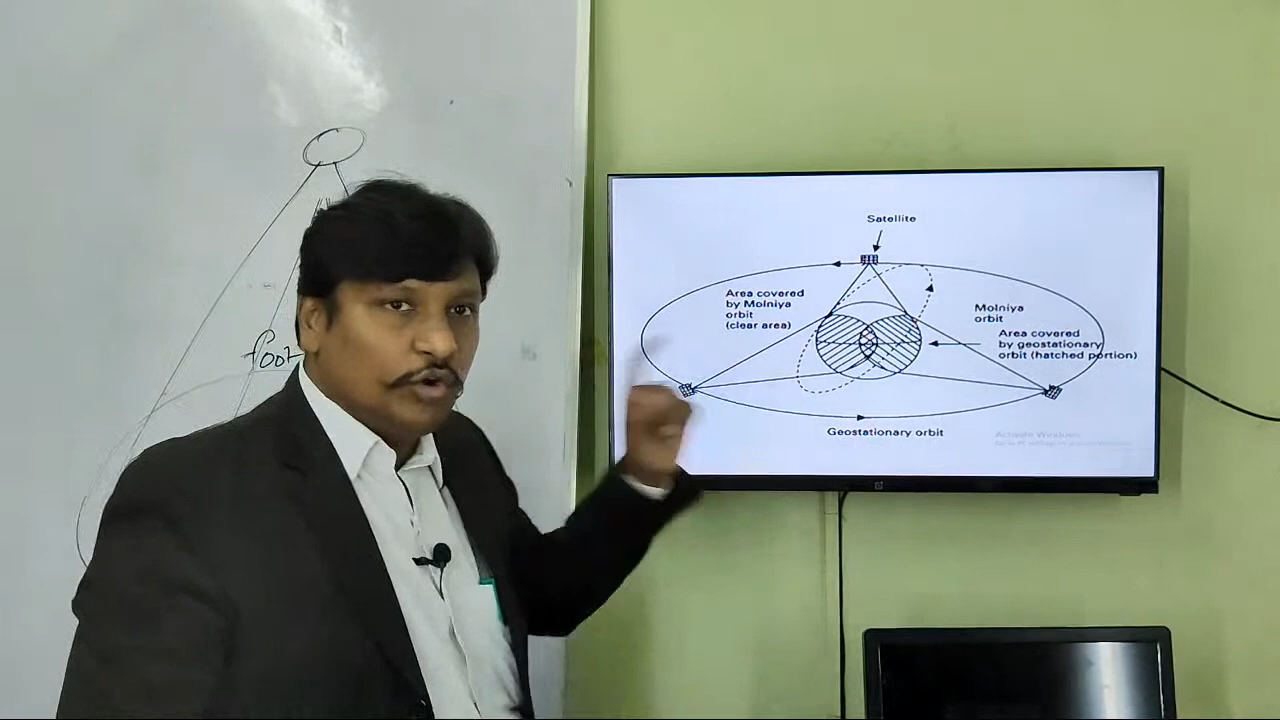 foot
Satellite
Area covered
by Molniya
orbit
(clear area)
Molniya
orbit
Area covered
by geostationary
orbit (hatched portion)
Geostationary orbit
Activate Windows